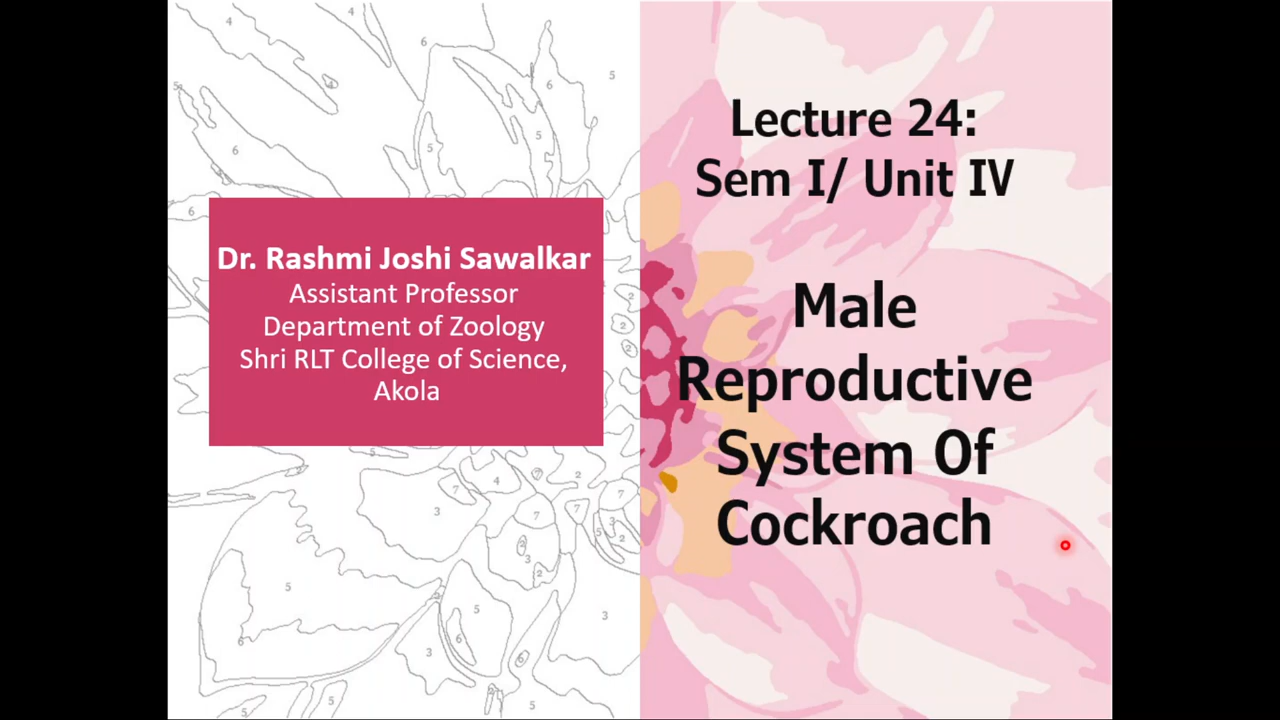 Dr. Rashmi Joshi Sawalkar
Assistant Professor
Department of Zoology
Shri RLT College of Science,
Akola
Lecture 24:
Sem I/ Unit IV
Male
Reproductive
System Of
Cockroach